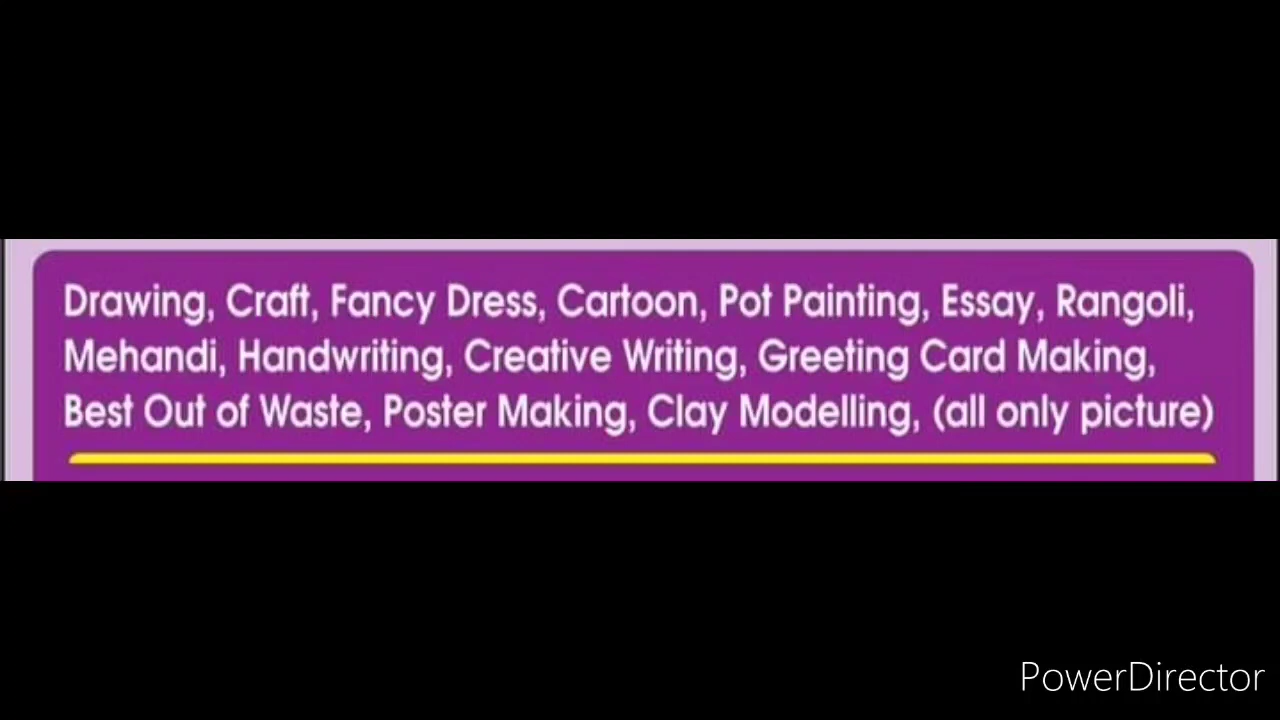 Drawing, Craft, Fancy Dress, Cartoon, Pot Painting, Essay, Rangoli,
Mehandi, Handwriting, Creative Writing, Greeting Card Making,
Best Out of Waste, Poster Making, Clay Modelling, (all only picture)
PowerDirector